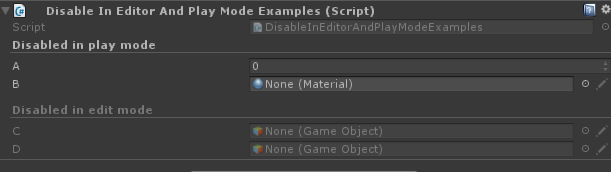 Disable In Editor And Play Mode Examples (Script)
Script DisableInEditorAndPlayModeExamples
Disabled in play mode
A 0
B None (Material)
Disabled in edit mode
C None (Game Object)
D None (Game Object)